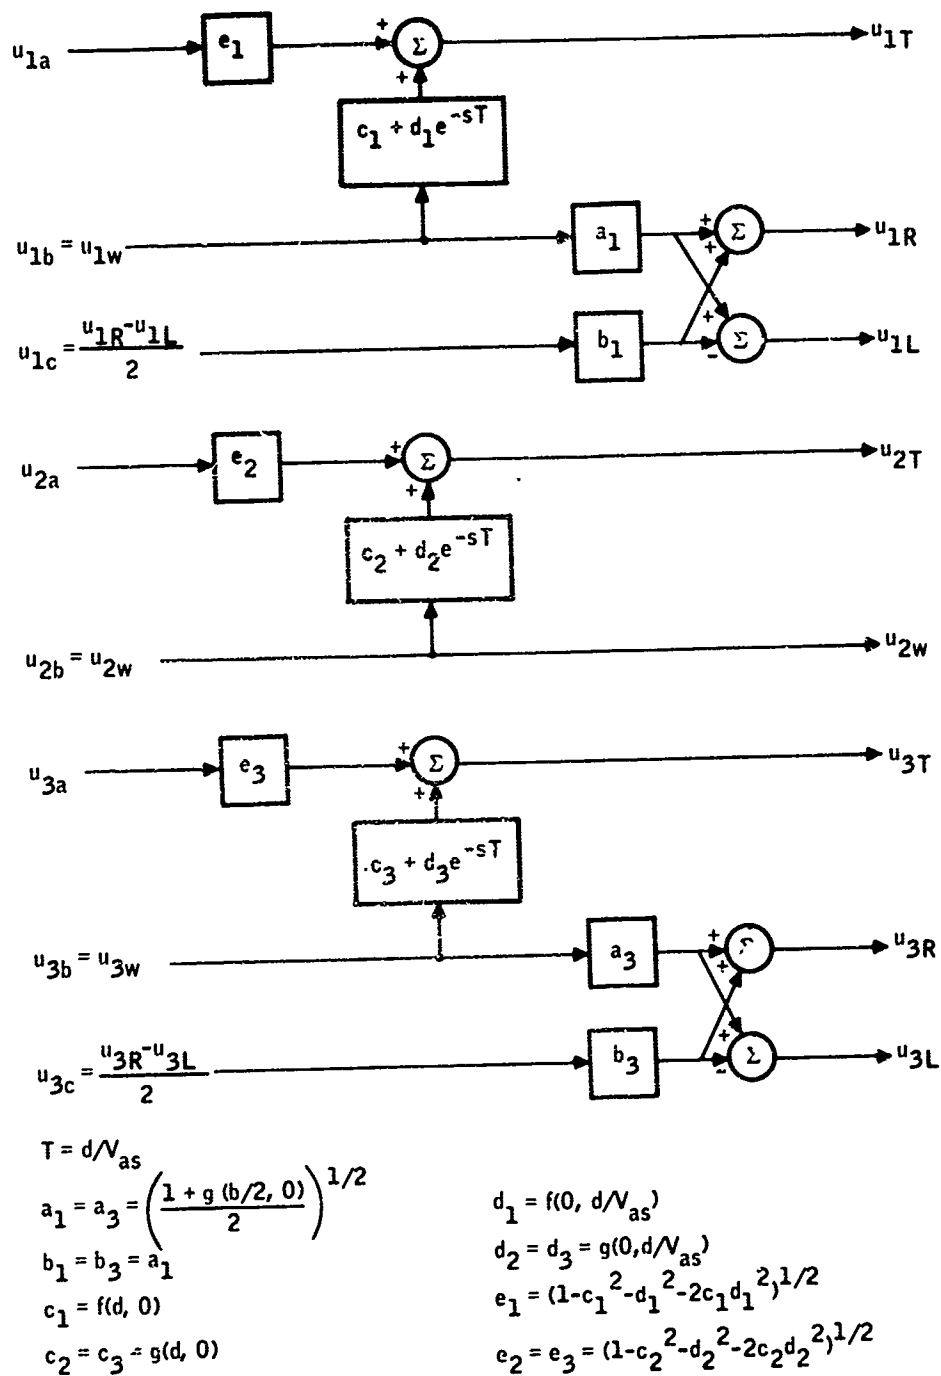 u1a e1 + Σ u1T
+
c1 + d1e^-sT
u1b = u1w a1 + + Σ u1R
u1c = (u1R - u1L)/2 b1 + - Σ u1L
u2a e2 + Σ u2T
+
c2 + d2e^-sT
u2b = u2w u2w
u3a e3 + Σ u3T
+
c3 + d3e^-sT
u3b = u3w a3 + + Σ u3R
u3c = (u3R - u3L)/2 b3 + - Σ u3L
T = d/Vas
a1 = a3 = ((1 + g (b/2, 0))/2)^1/2
b1 = b3 = a1
c1 = f(d, 0)
c2 = c3 = g(d, 0)
d1 = f(0, d/Vas)
d2 = d3 = g(0,d/Vas)
e1 = (1-c1^2-d1^2-2c1d1^2)^1/2
e2 = e3 = (1-c2^2-d2^2-2c2d2^2)^1/2